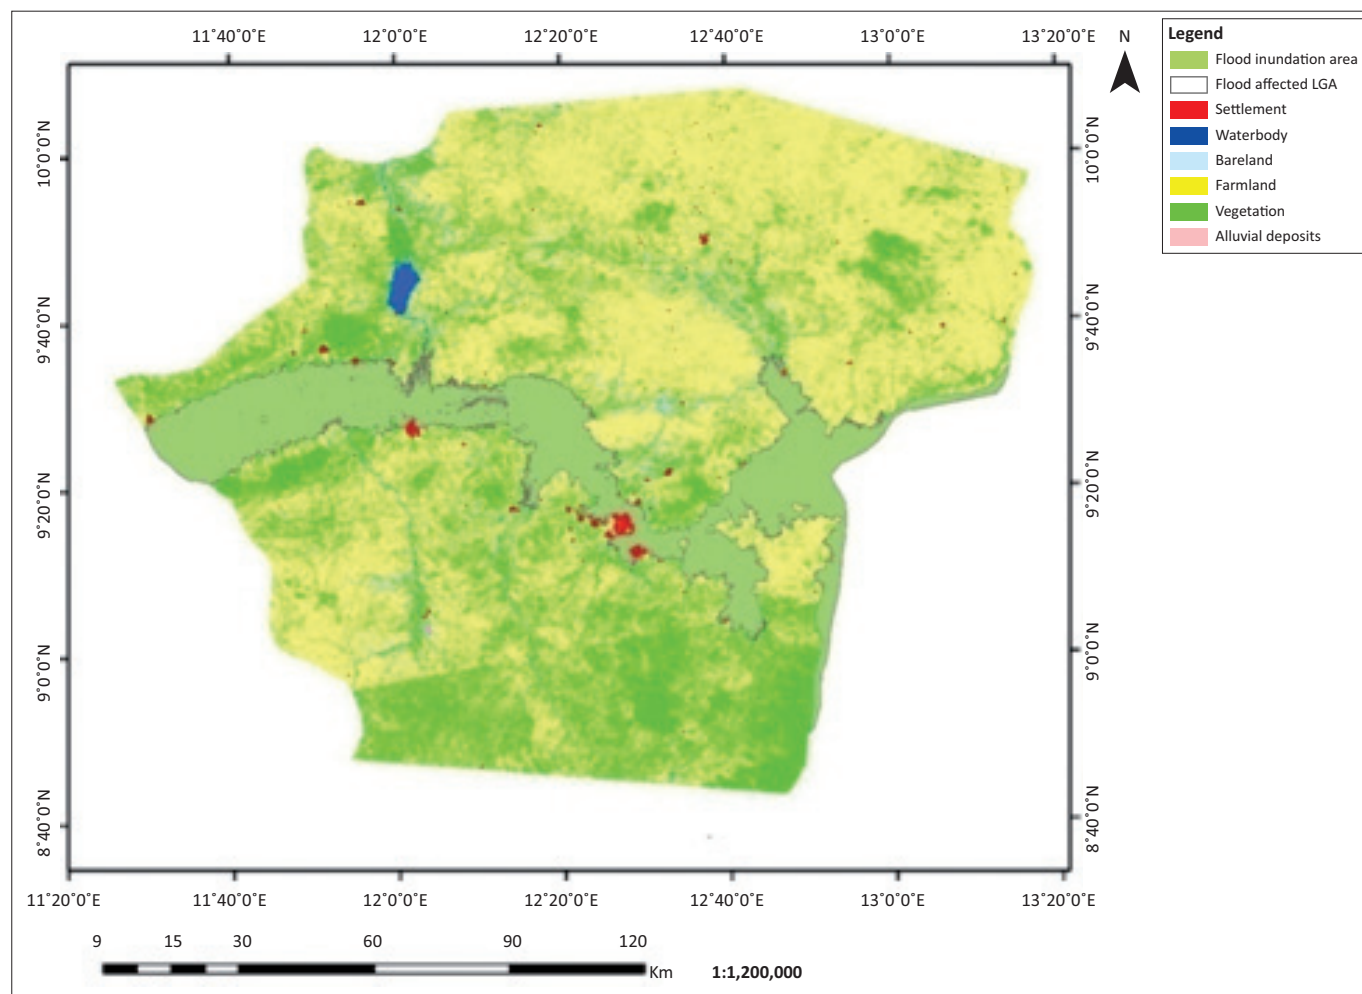 11°40'0"E 12°0'0"E 12°20'0"E 12°40'0"E 13°0'0"E 13°20'0"E
N
Legend
Flood inundation area
Flood affected LGA
Settlement
Waterbody
Bareland
Farmland
Vegetation
Alluvial deposits
10°0'0"N
9°40'0"N
9°20'0"N
9°0'0"N
8°40'0"N
10°0'0"N
9°40'0"N
9°20'0"N
9°0'0"N
8°40'0"N
11°20'0"E 11°40'0"E 12°0'0"E 12°20'0"E 12°40'0"E 13°0'0"E 13°20'0"E
9 15 30 60 90 120
Km 1:1,200,000